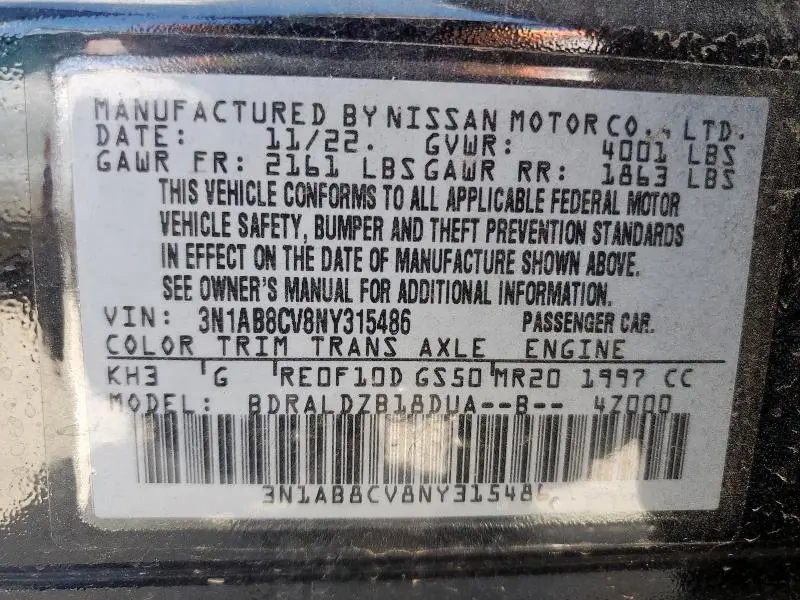 MANUFACTURED BY NISSAN MOTOR CO., LTD.
DATE: 11/22. GVWR: 4001 LBS
GAWR FR: 2161 LBS GAWR RR: 1863 LBS
THIS VEHICLE CONFORMS TO ALL APPLICABLE FEDERAL MOTOR
VEHICLE SAFETY, BUMPER AND THEFT PREVENTION STANDARDS
IN EFFECT ON THE DATE OF MANUFACTURE SHOWN ABOVE.
SEE OWNER'S MANUAL FOR ADDITIONAL INFORMATION.
VIN: 3N1AB8CV8NY315486 PASSENGER CAR.
COLOR TRIM TRANS AXLE ENGINE
KH3 G RE0F10D GS50 MR20 1997 CC
MODEL: BDRALDZB18DUA--B-- 4Z000
3N1AB8CV8NY315486